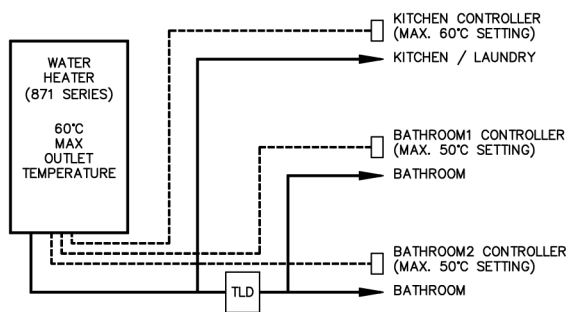 WATER
HEATER
(871 SERIES)
60°C
MAX
OUTLET
TEMPERATURE
KITCHEN CONTROLLER
(MAX. 60°C SETTING)
KITCHEN / LAUNDRY
BATHROOM1 CONTROLLER
(MAX. 50°C SETTING)
BATHROOM
BATHROOM2 CONTROLLER
(MAX. 50°C SETTING)
TLD
BATHROOM